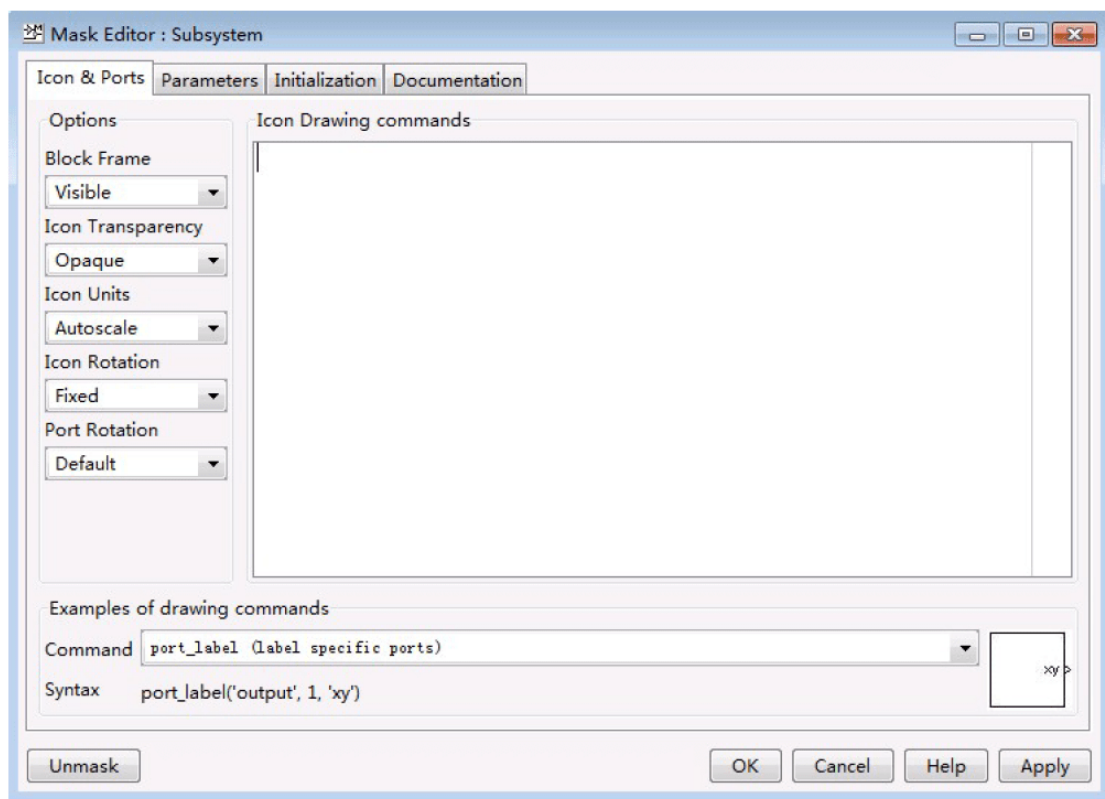 Mask Editor : Subsystem
Icon & Ports Parameters Initialization Documentation
Options
Block Frame
Visible
Icon Transparency
Opaque
Icon Units
Autoscale
Icon Rotation
Fixed
Port Rotation
Default
Icon Drawing commands
Examples of drawing commands
Command port_label (label specific ports)
Syntax port_label('output', 1, 'xy')
xy
Unmask OK Cancel Help Apply